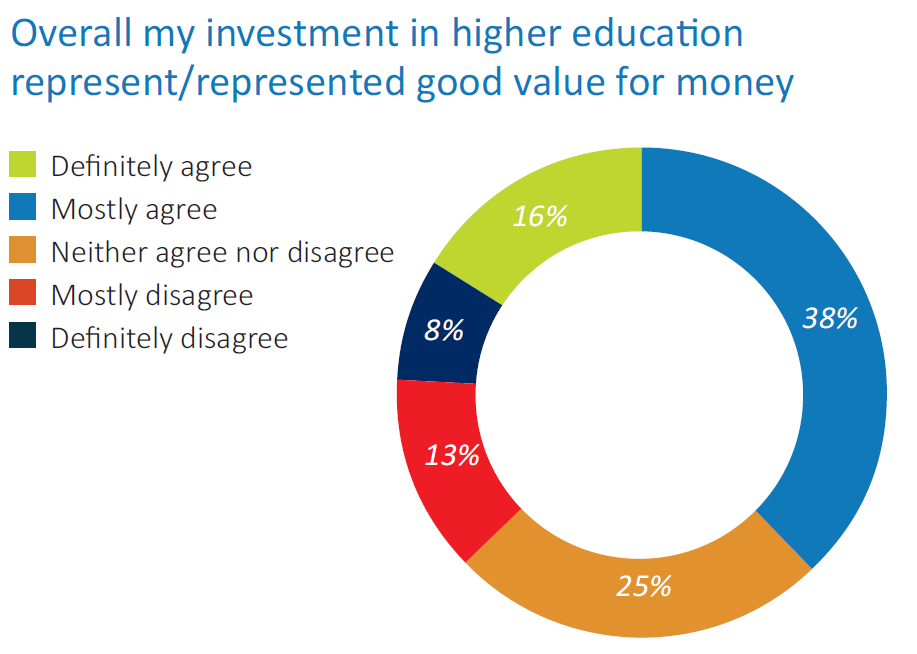 Overall my investment in higher education
represent/represented good value for money
Definitely agree
Mostly agree
Neither agree nor disagree
Mostly disagree
Definitely disagree
16%
38%
8%
13%
25%